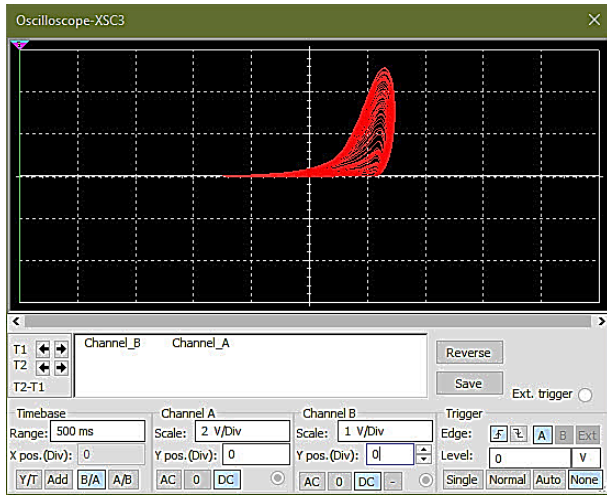 Oscilloscope-XSC3
T1
T2
T2-T1
Channel_B Channel_A
Reverse
Save
Ext. trigger
Timebase
Range: 500 ms
X pos.(Div): 0
Y/T Add B/A A/B
Channel A
Scale: 2 V/Div
Y pos.(Div): 0
AC 0 DC
Channel B
Scale: 1 V/Div
Y pos.(Div): 0
AC 0 DC -
Trigger
Edge: A B Ext
Level: 0 V
Single Normal Auto None